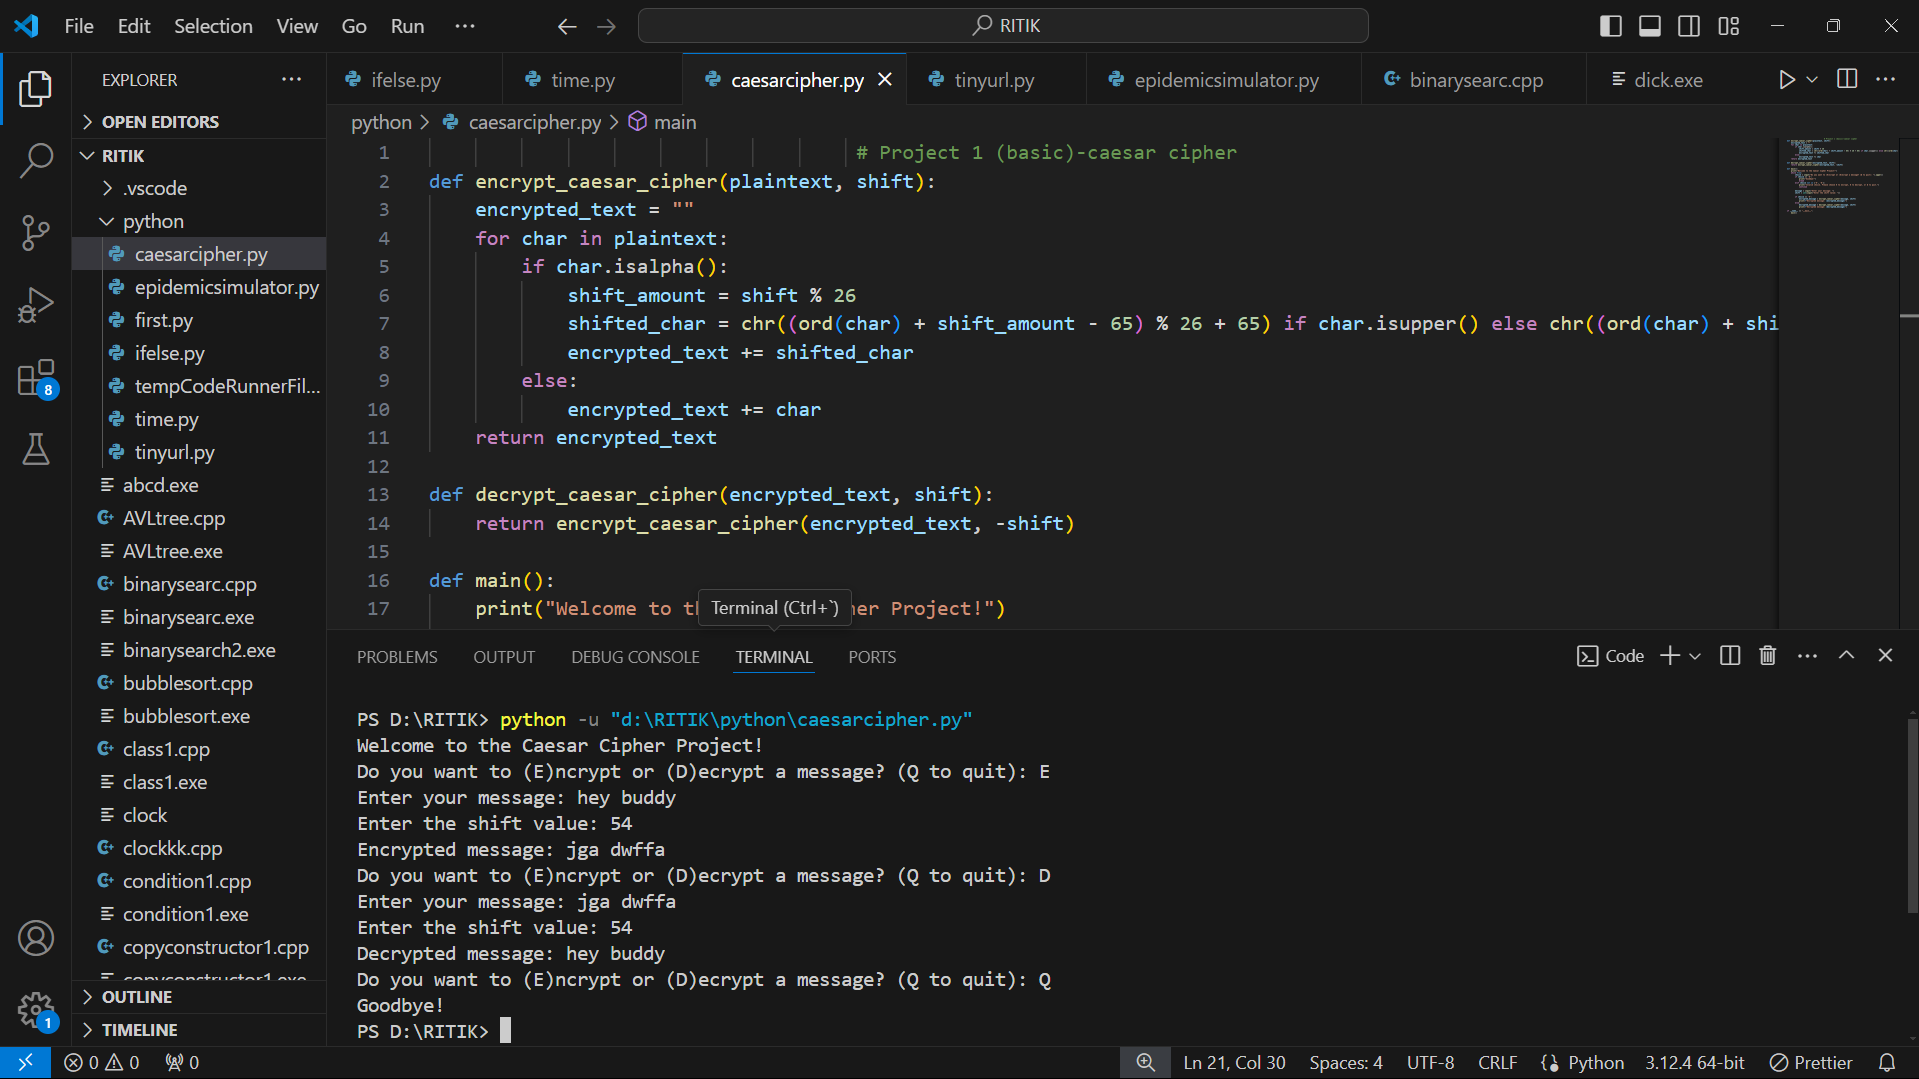 File Edit Selection View Go Run ··· RITIK
EXPLORER ···
OPEN EDITORS
RITIK
.vscode
python
caesarcipher.py
epidemicsimulator.py
first.py
ifelse.py
tempCodeRunnerFil...
time.py
tinyurl.py
abcd.exe
AVLtree.cpp
AVLtree.exe
binarysearc.cpp
binarysearc.exe
binarysearch2.exe
bubblesort.cpp
bubblesort.exe
class1.cpp
class1.exe
clock
clockkk.cpp
condition1.cpp
condition1.exe
copyconstructor1.cpp
copyconstructor1.exe
OUTLINE
TIMELINE
8
1
ifelse.py time.py caesarcipher.py tinyurl.py epidemicsimulator.py binarysearc.cpp dick.exe
python > caesarcipher.py > main
1 # Project 1 (basic)-caesar cipher
2 def encrypt_caesar_cipher(plaintext, shift):
3 encrypted_text = ""
4 for char in plaintext:
5 if char.isalpha():
6 shift_amount = shift % 26
7 shifted_char = chr((ord(char) + shift_amount - 65) % 26 + 65) if char.isupper() else chr((ord(char) + shi
8 encrypted_text += shifted_char
9 else:
10 encrypted_text += char
11 return encrypted_text
12
13 def decrypt_caesar_cipher(encrypted_text, shift):
14 return encrypt_caesar_cipher(encrypted_text, -shift)
15
16 def main():
17 print("Welcome to th Terminal (Ctrl+`) her Project!")
PROBLEMS OUTPUT DEBUG CONSOLE TERMINAL PORTS Code
PS D:\RITIK> python -u "d:\RITIK\python\caesarcipher.py"
Welcome to the Caesar Cipher Project!
Do you want to (E)ncrypt or (D)ecrypt a message? (Q to quit): E
Enter your message: hey buddy
Enter the shift value: 54
Encrypted message: jga dwffa
Do you want to (E)ncrypt or (D)ecrypt a message? (Q to quit): D
Enter your message: jga dwffa
Enter the shift value: 54
Decrypted message: hey buddy
Do you want to (E)ncrypt or (D)ecrypt a message? (Q to quit): Q
Goodbye!
PS D:\RITIK>
0 0 0 Ln 21, Col 30 Spaces: 4 UTF-8 CRLF {} Python 3.12.4 64-bit Prettier